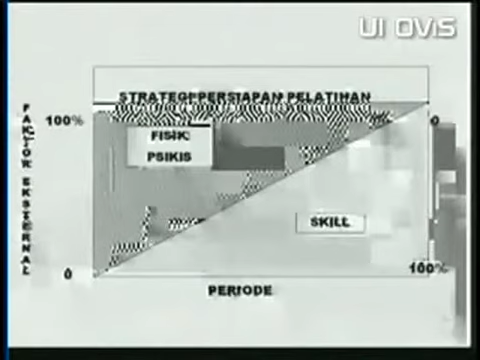 UI OViS
STRATEGI PERSIAPAN PELATIHAN
100%
0
FISIK
PSIKIS
FAKTOR EKSTERNAL
SKILL
0
100%
PERIODE